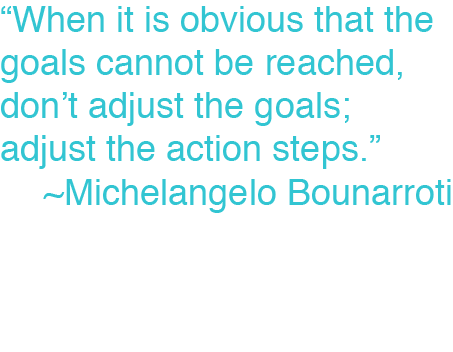 “When it is obvious that the
goals cannot be reached,
don’t adjust the goals;
adjust the action steps.”
~Michelangelo Bounarroti